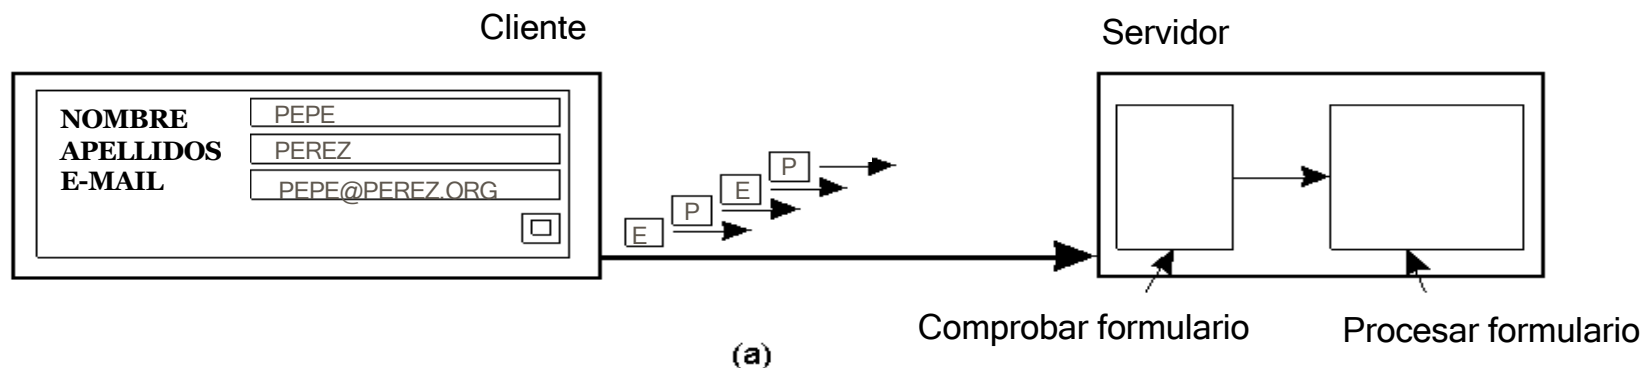 Cliente
Servidor
NOMBRE PEPE
APELLIDOS PEREZ
E-MAIL PEPE@PEREZ.ORG
P
E
P
E
Comprobar formulario
Procesar formulario
(a)